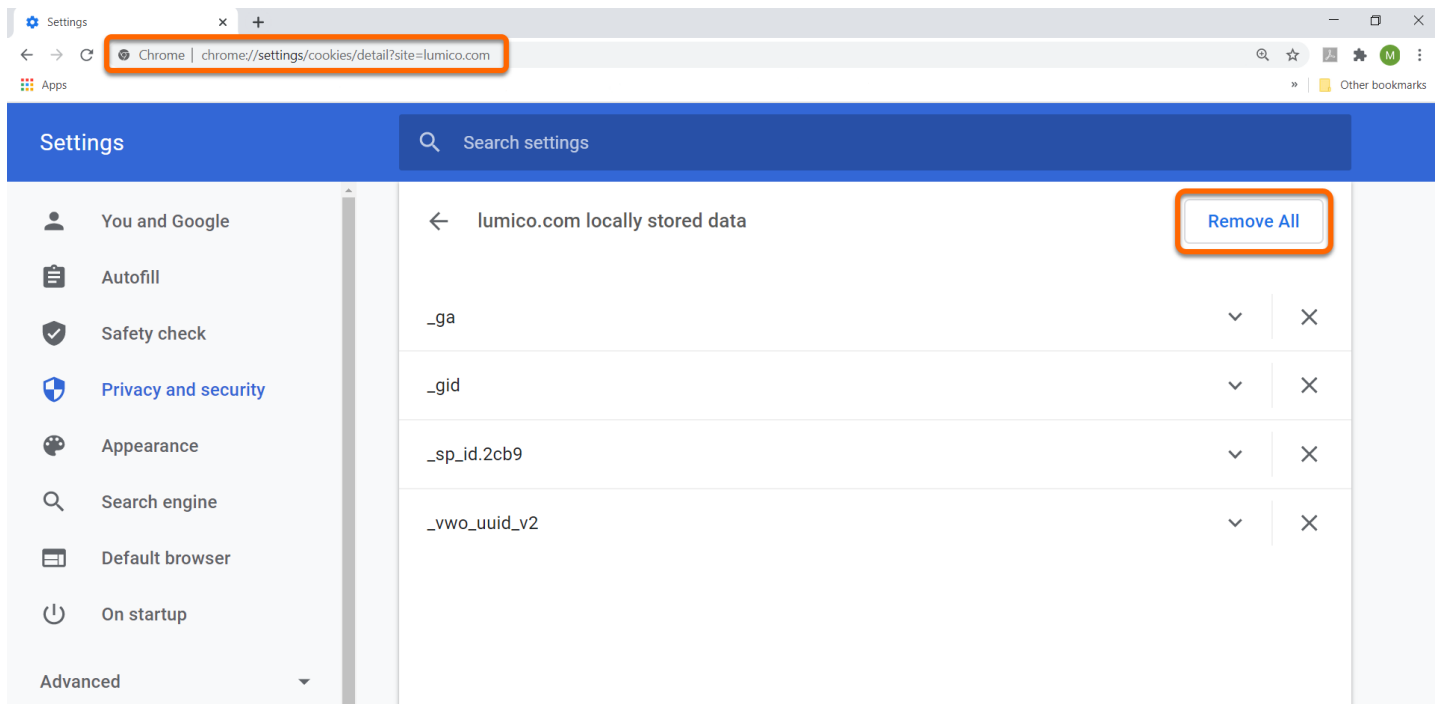 Settings
Chrome | chrome://settings/cookies/detail?site=lumico.com
M
Apps
»
Other bookmarks
Settings
Search settings
You and Google
Autofill
Safety check
Privacy and security
Appearance
Search engine
Default browser
On startup
Advanced
lumico.com locally stored data
Remove All
_ga
_gid
_sp_id.2cb9
_vwo_uuid_v2